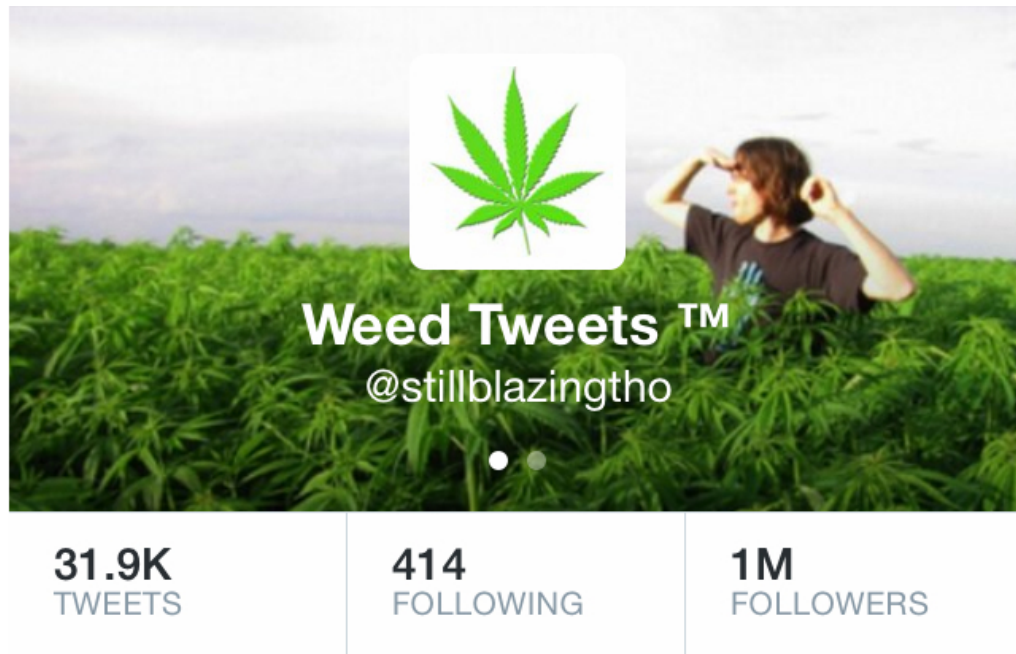 Weed Tweets ™
@stillblazingtho
31.9K 414 1M
TWEETS FOLLOWING FOLLOWERS